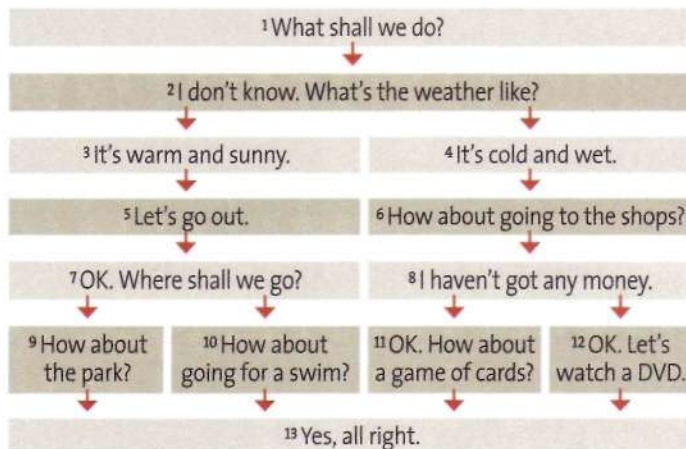 1 What shall we do?
2 I don't know. What's the weather like?
3 It's warm and sunny.
4 It's cold and wet.
5 Let's go out.
6 How about going to the shops?
7 OK. Where shall we go?
8 I haven't got any money.
9 How about
the park?
10 How about
going for a swim?
11 OK. How about
a game of cards?
12 OK. Let's
watch a DVD.
13 Yes, all right.